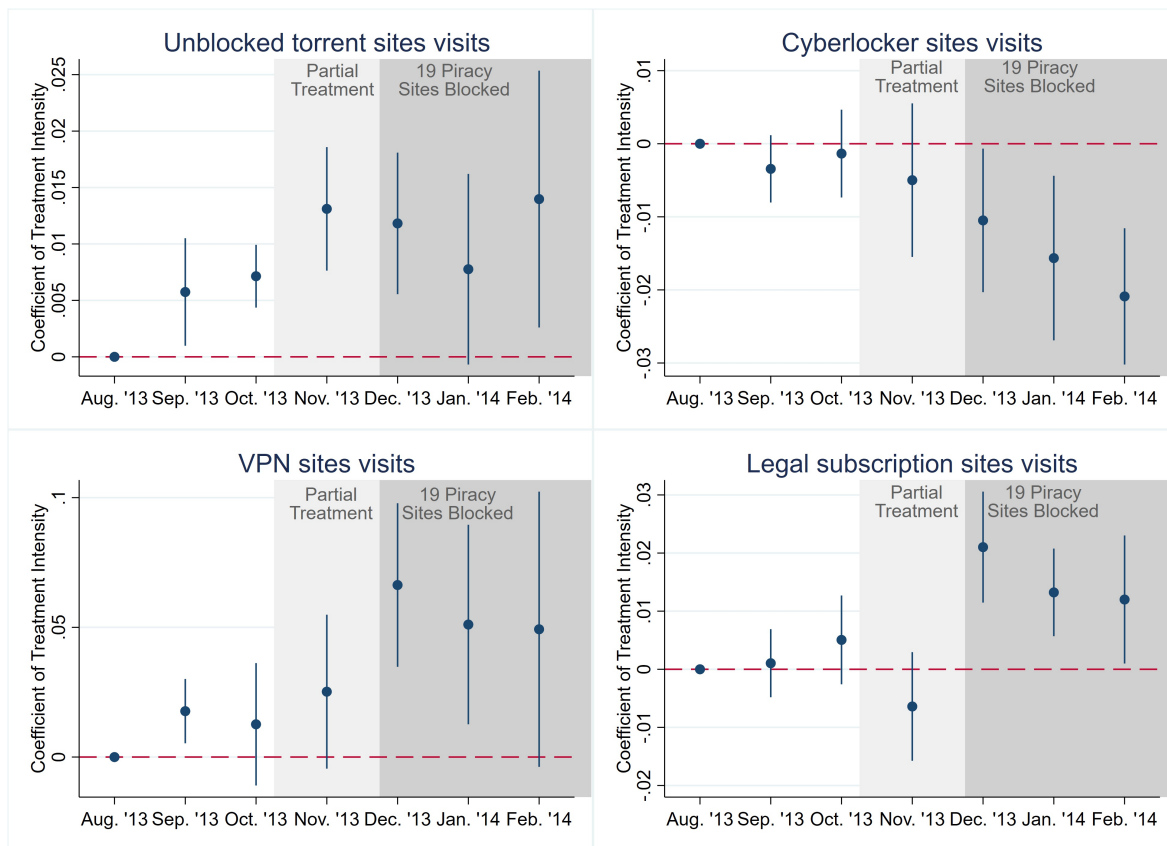 Unblocked torrent sites visits
Coefficient of Treatment Intensity
.025
.02
.015
.01
.005
0
Partial
Treatment
19 Piracy
Sites Blocked
Aug. '13 Sep. '13 Oct. '13 Nov. '13 Dec. '13 Jan. '14 Feb. '14
Cyberlocker sites visits
Coefficient of Treatment Intensity
.01
0
-.01
-.02
-.03
Partial
Treatment
19 Piracy
Sites Blocked
Aug. '13 Sep. '13 Oct. '13 Nov. '13 Dec. '13 Jan. '14 Feb. '14
VPN sites visits
Coefficient of Treatment Intensity
.1
.05
0
Partial
Treatment
19 Piracy
Sites Blocked
Aug. '13 Sep. '13 Oct. '13 Nov. '13 Dec. '13 Jan. '14 Feb. '14
Legal subscription sites visits
Coefficient of Treatment Intensity
.03
.02
.01
0
-.01
-.02
Partial
Treatment
19 Piracy
Sites Blocked
Aug. '13 Sep. '13 Oct. '13 Nov. '13 Dec. '13 Jan. '14 Feb. '14